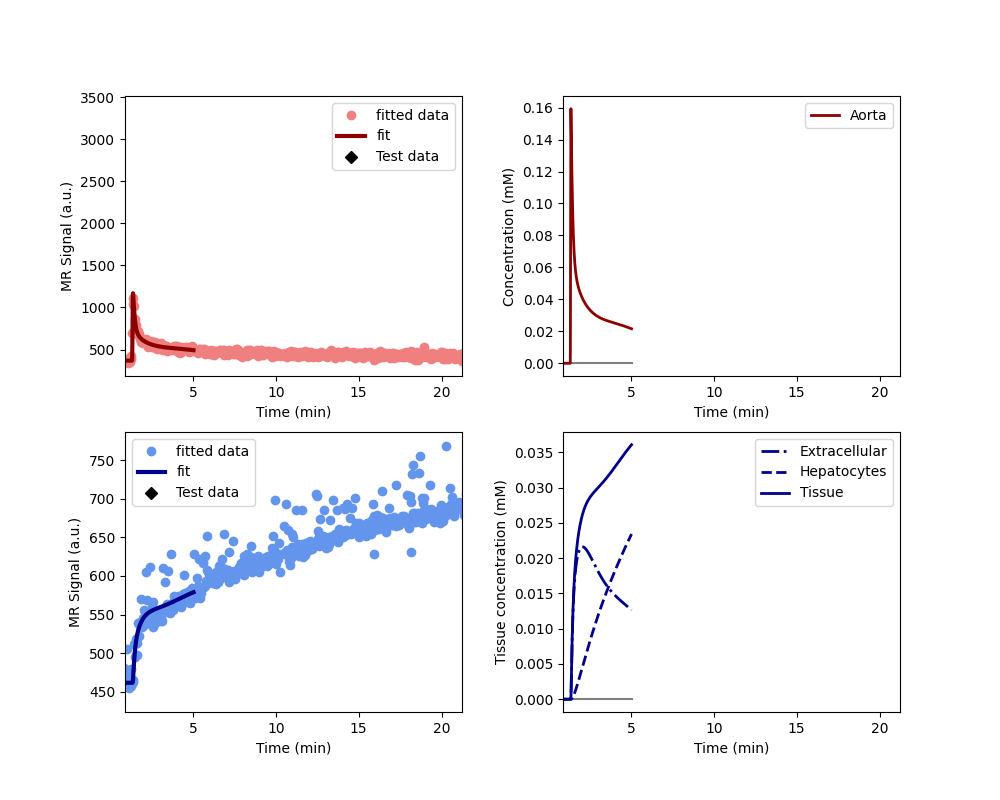 3500
3000
2500
2000
1500
1000
500
MR Signal (a.u.)
fitted data
fit
Test data
5 10 15 20
Time (min)
0.16
0.14
0.12
0.10
0.08
0.06
0.04
0.02
0.00
Concentration (mM)
Aorta
5 10 15 20
Time (min)
750
700
650
600
550
500
450
MR Signal (a.u.)
fitted data
fit
Test data
5 10 15 20
Time (min)
0.035
0.030
0.025
0.020
0.015
0.010
0.005
0.000
Tissue concentration (mM)
Extracellular
Hepatocytes
Tissue
5 10 15 20
Time (min)